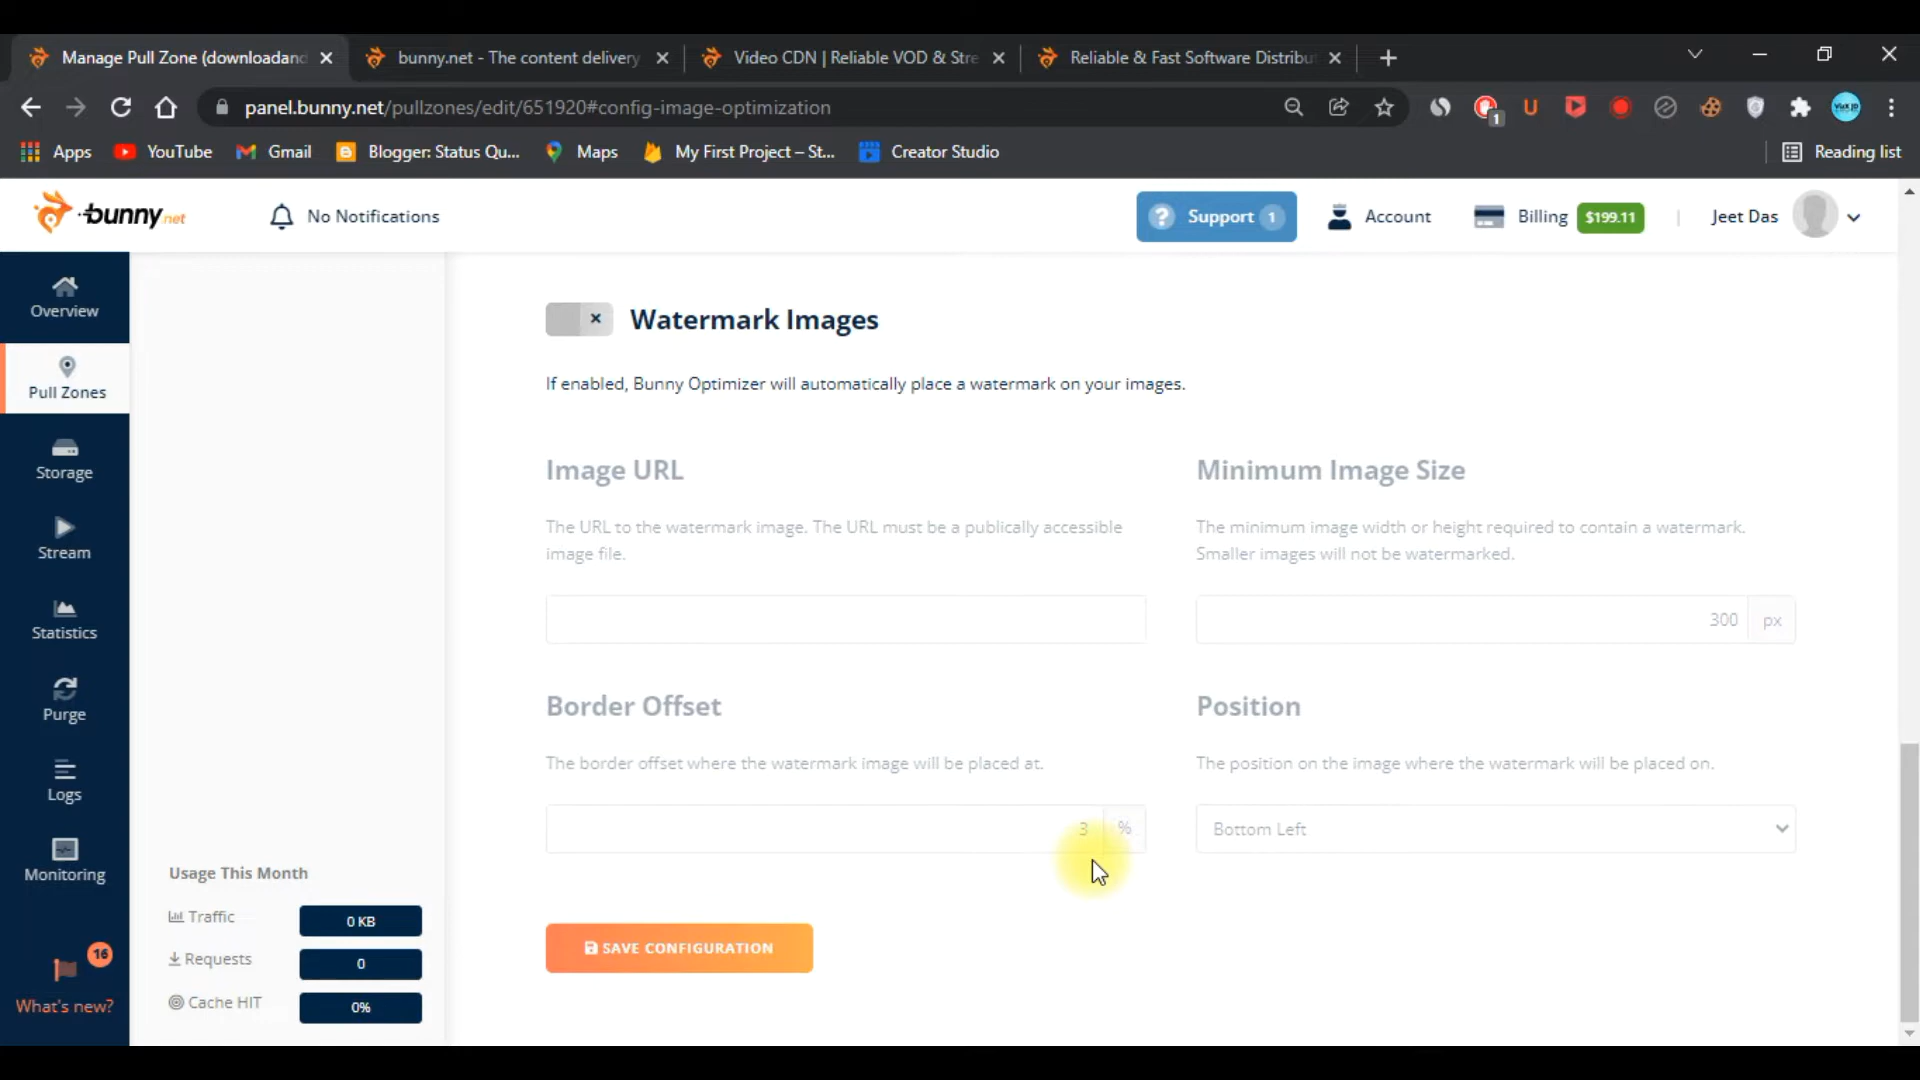 Manage Pull Zone (downloadand
bunny.net - The content delivery
Video CDN | Reliable VOD & Stre
Reliable & Fast Software Distribu
panel.bunny.net/pullzones/edit/651920#config-image-optimization
1
Apps
YouTube
Gmail
Blogger: Status Qu...
Maps
My First Project – St...
Creator Studio
Reading list
bunny.net
No Notifications
Support 1
Account
Billing $199.11
Jeet Das
Overview
Pull Zones
Storage
Stream
Statistics
Purge
Logs
Monitoring
16
What's new?
Usage This Month
Traffic 0 KB
Requests 0
Cache HIT 0%
Watermark Images
If enabled, Bunny Optimizer will automatically place a watermark on your images.
Image URL
The URL to the watermark image. The URL must be a publically accessible
image file.
Minimum Image Size
The minimum image width or height required to contain a watermark.
Smaller images will not be watermarked.
300 px
Border Offset
The border offset where the watermark image will be placed at.
3 %
Position
The position on the image where the watermark will be placed on.
Bottom Left
SAVE CONFIGURATION